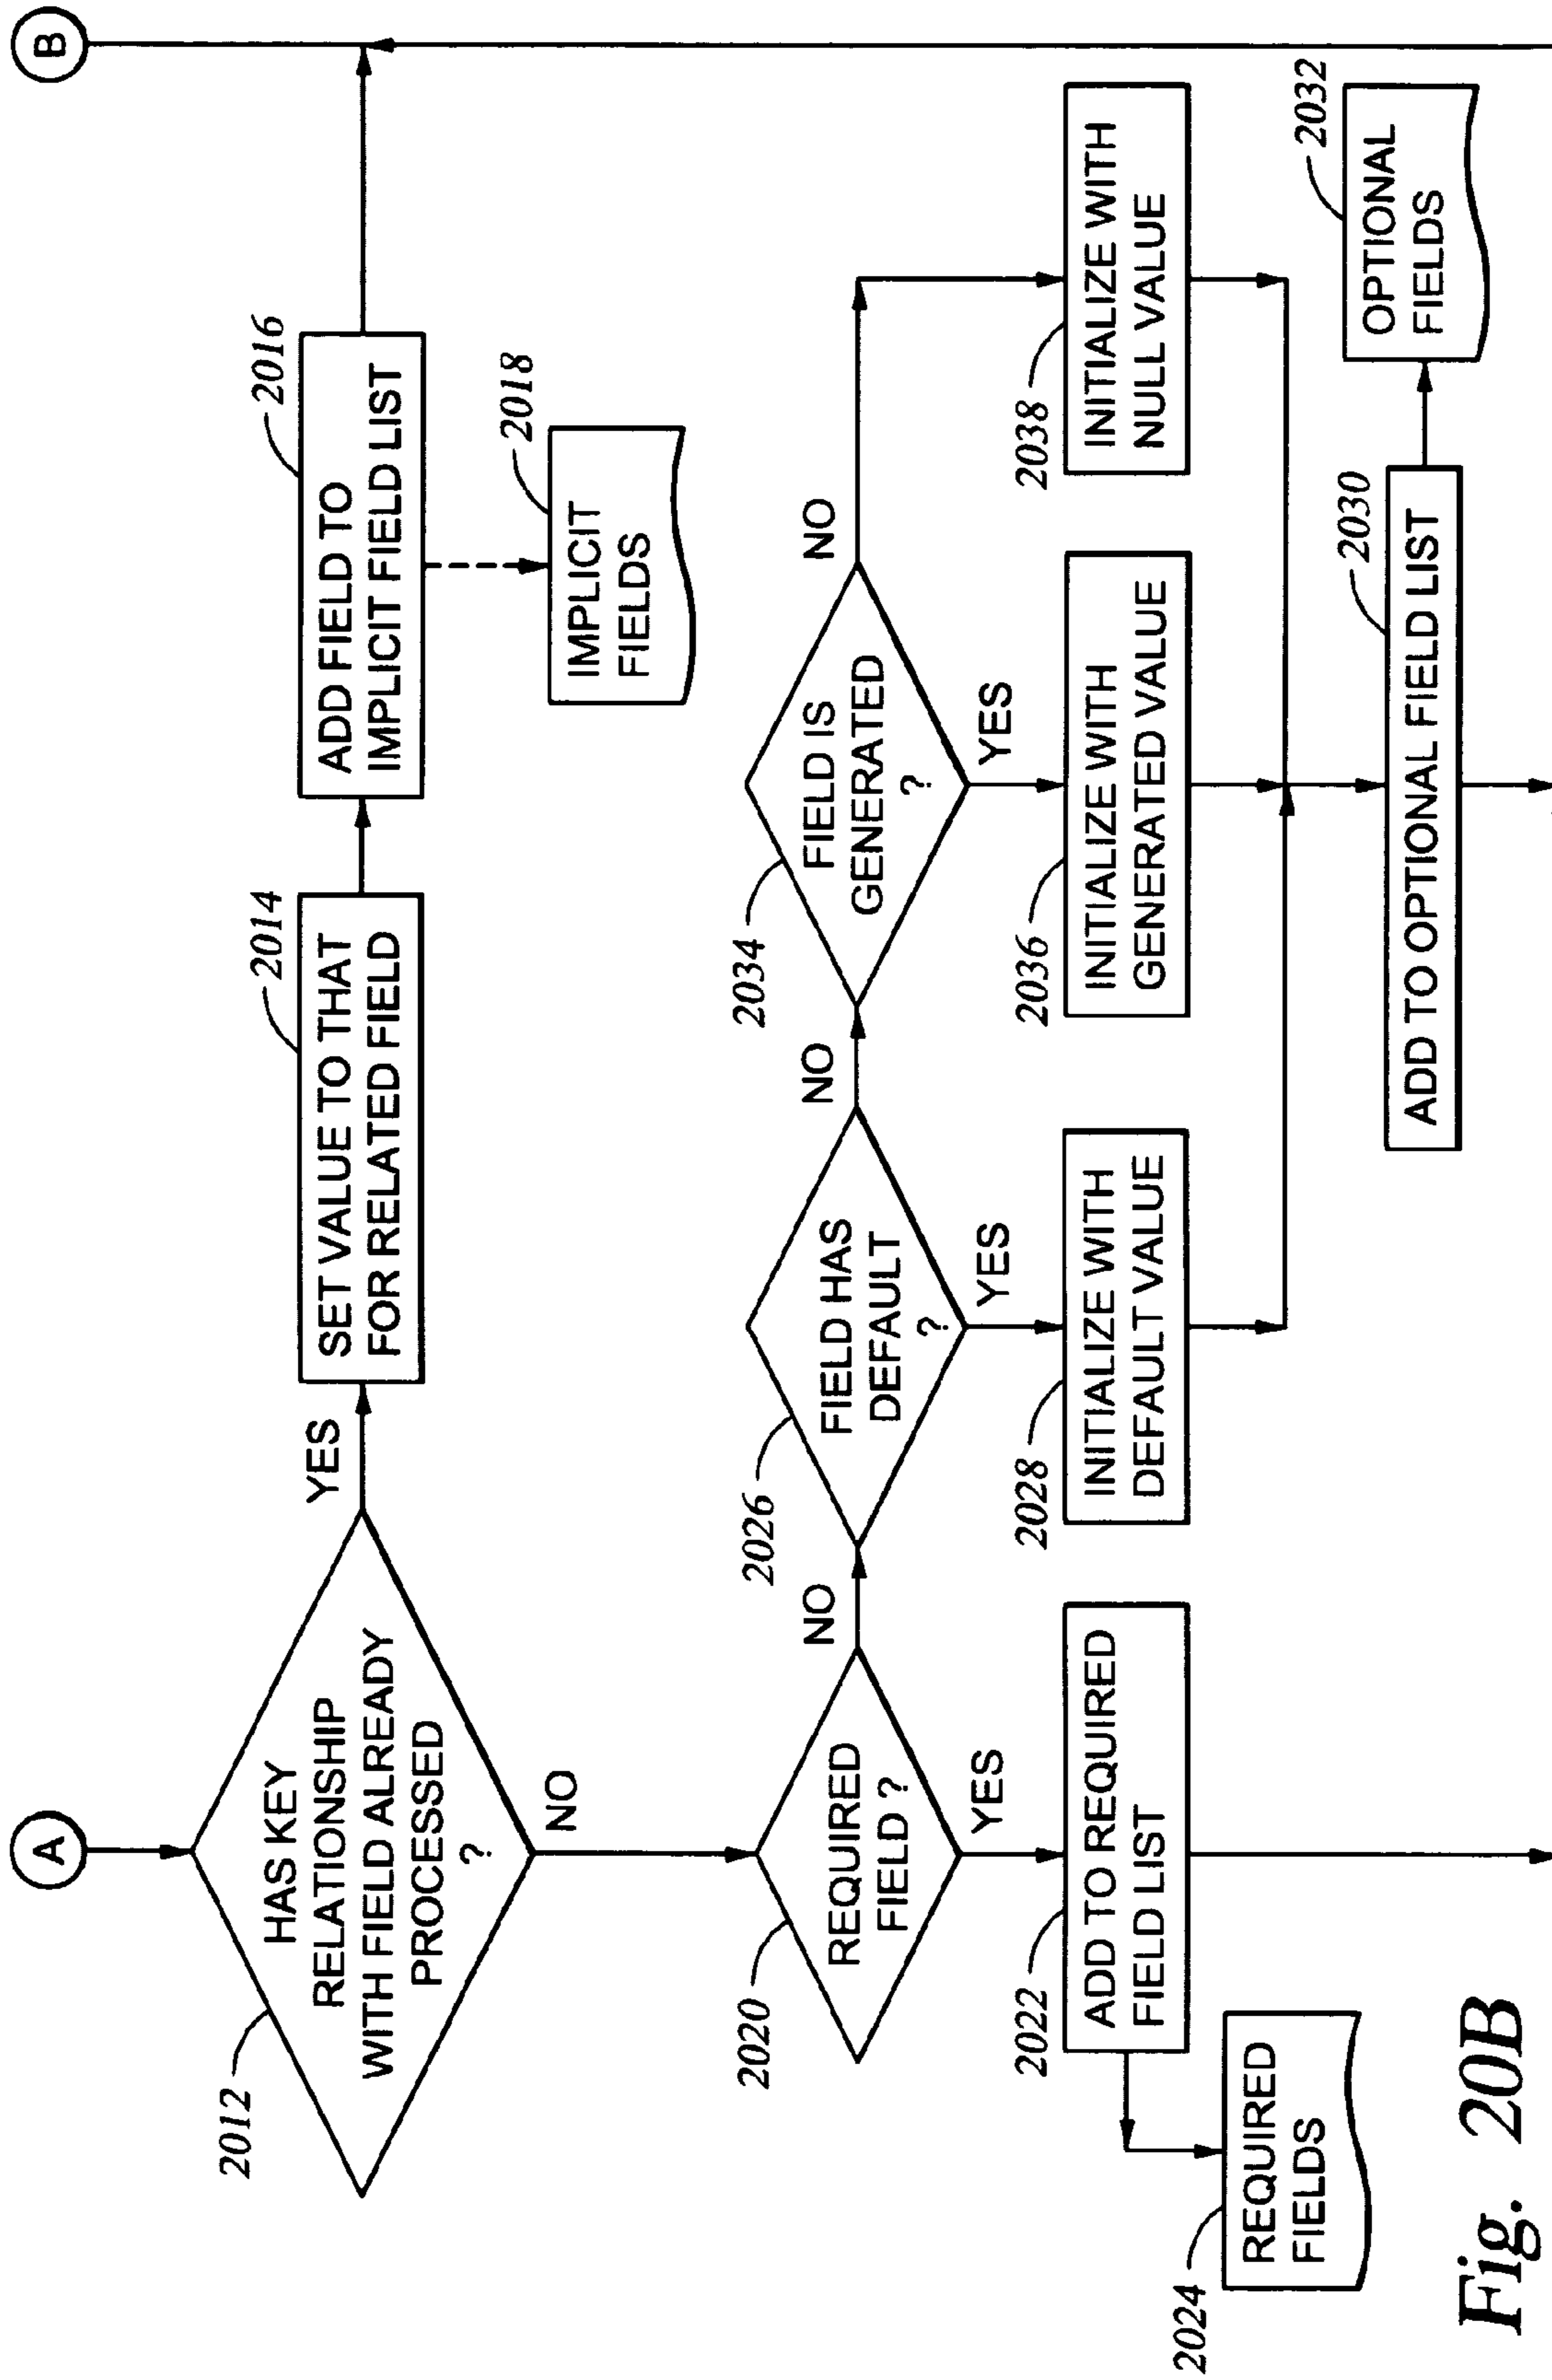 A
B
2012
HAS KEY
RELATIONSHIP
WITH FIELD ALREADY
PROCESSED
?
YES
NO
2014
SET VALUE TO THAT
FOR RELATED FIELD
2016
ADD FIELD TO
IMPLICIT FIELD LIST
2018
IMPLICIT
FIELDS
2020
REQUIRED
FIELD ?
NO
YES
2026
FIELD HAS
DEFAULT
?
NO
YES
2034
FIELD IS
GENERATED
?
NO
YES
2022
ADD TO REQUIRED
FIELD LIST
2028
INITIALIZE WITH
DEFAULT VALUE
2036
INITIALIZE WITH
GENERATED VALUE
2038
INITIALIZE WITH
NULL VALUE
2024
REQUIRED
FIELDS
2030
ADD TO OPTIONAL FIELD LIST
2032
OPTIONAL
FIELDS
Fig. 20B